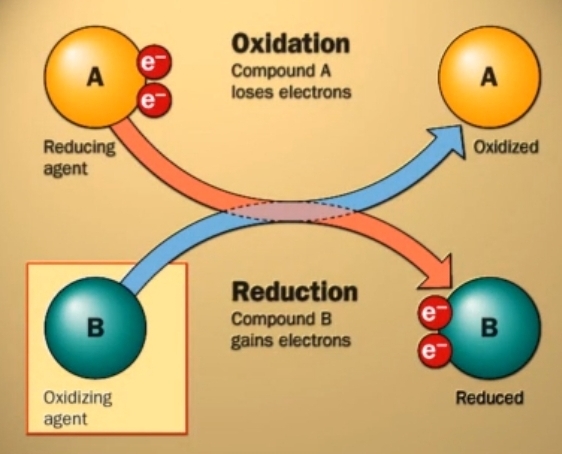 A
e⁻
e⁻
Reducing
agent
Oxidation
Compound A
loses electrons
A
Oxidized
B
Oxidizing
agent
Reduction
Compound B
gains electrons
e⁻
e⁻
B
Reduced